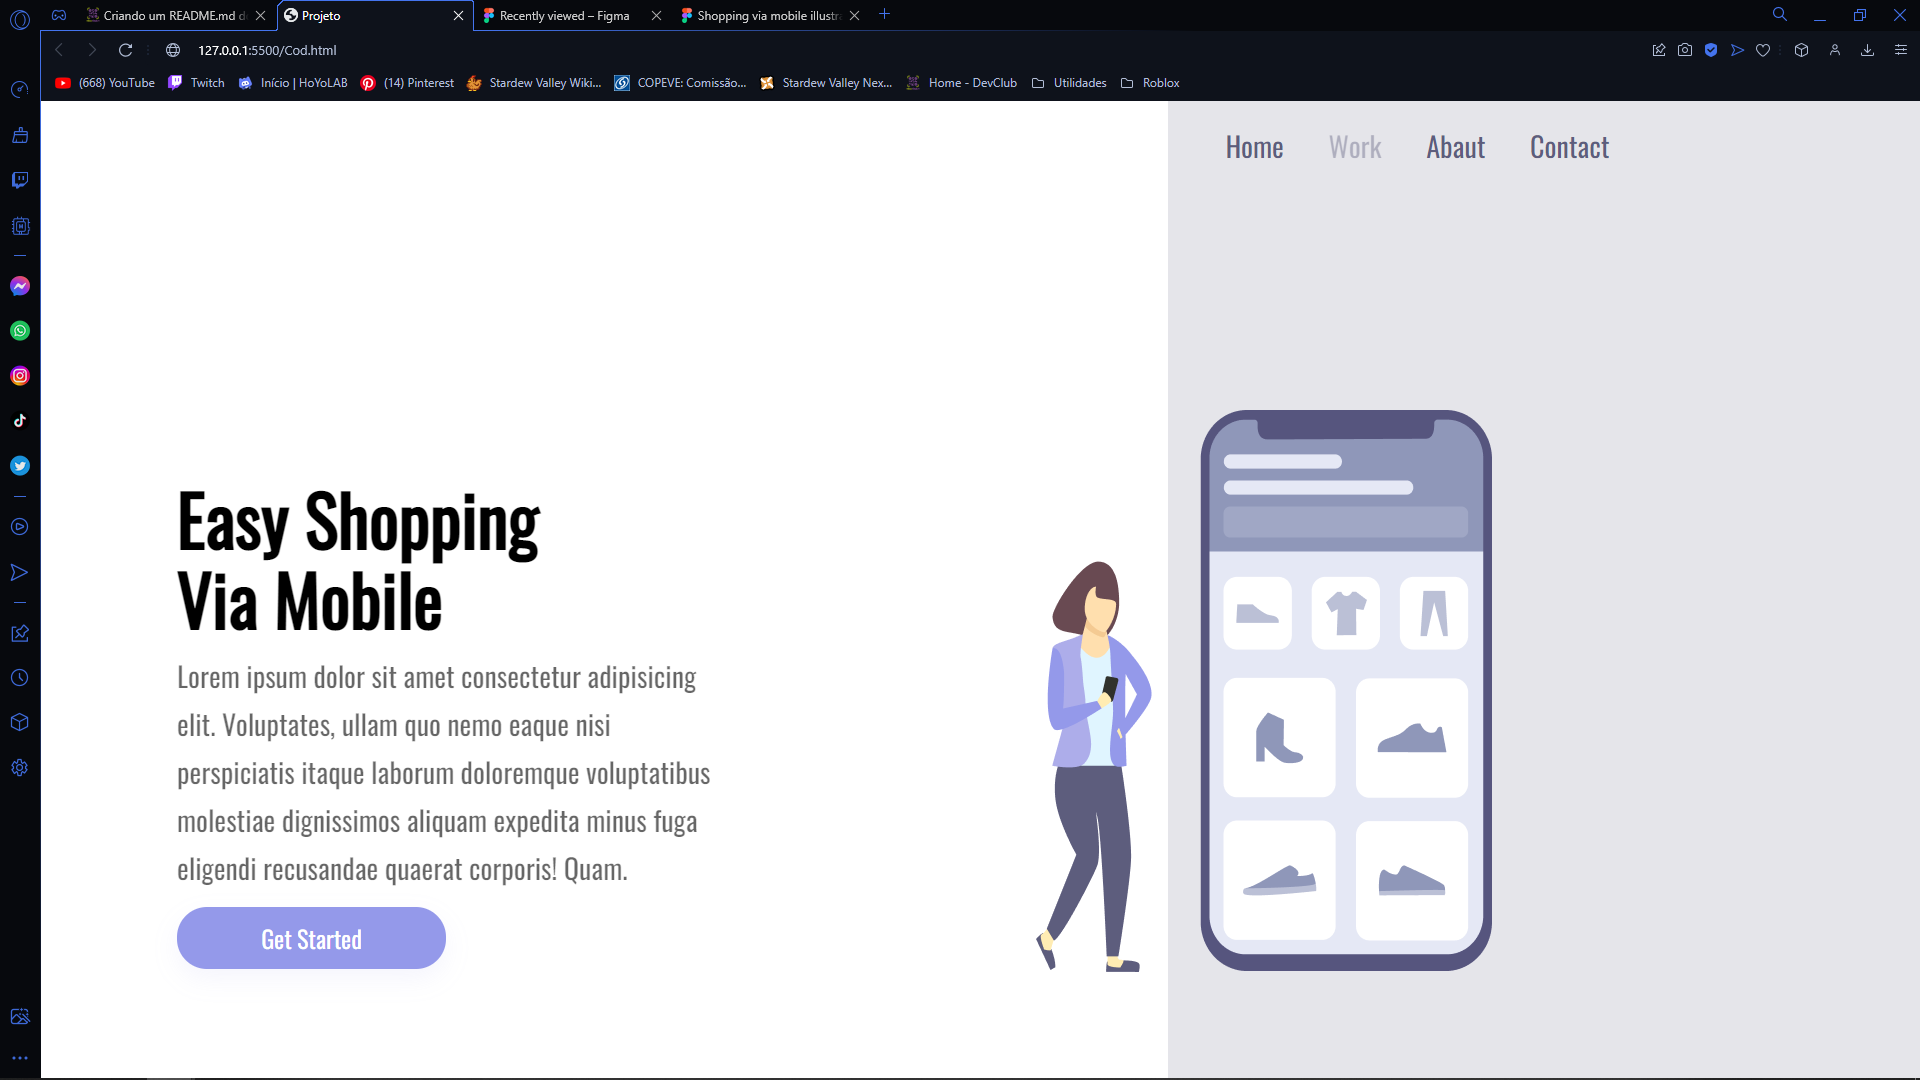 Criando um README.md d
Projeto
Recently viewed – Figma
Shopping via mobile illustr
127.0.0.1:5500/Cod.html
(668) YouTube
Twitch
Início | HoYoLAB
(14) Pinterest
Stardew Valley Wiki...
COPEVE: Comissão...
Stardew Valley Nex...
Home - DevClub
Utilidades
Roblox
Home
Work
Abaut
Contact
Easy Shopping
Via Mobile
Lorem ipsum dolor sit amet consectetur adipisicing
elit. Voluptates, ullam quo nemo eaque nisi
perspiciatis itaque laborum doloremque voluptatibus
molestiae dignissimos aliquam expedita minus fuga
eligendi recusandae quaerat corporis! Quam.
Get Started